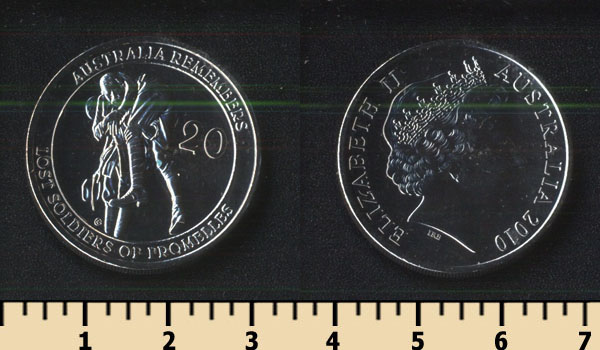 AUSTRALIA REMEMBERS
20
LOST SOLDIERS OF FROMELLES
ELIZABETH II
AUSTRALIA 2010
IRB
1 2 3 4 5 6 7